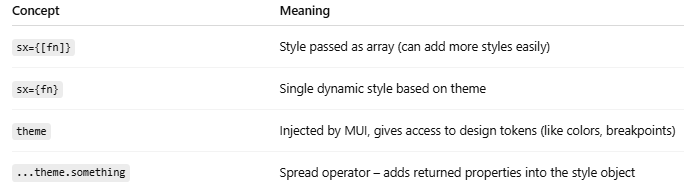 Concept Meaning
sx={[fn]} Style passed as array (can add more styles easily)
sx={fn} Single dynamic style based on theme
theme Injected by MUI, gives access to design tokens (like colors, breakpoints)
...theme.something Spread operator – adds returned properties into the style object